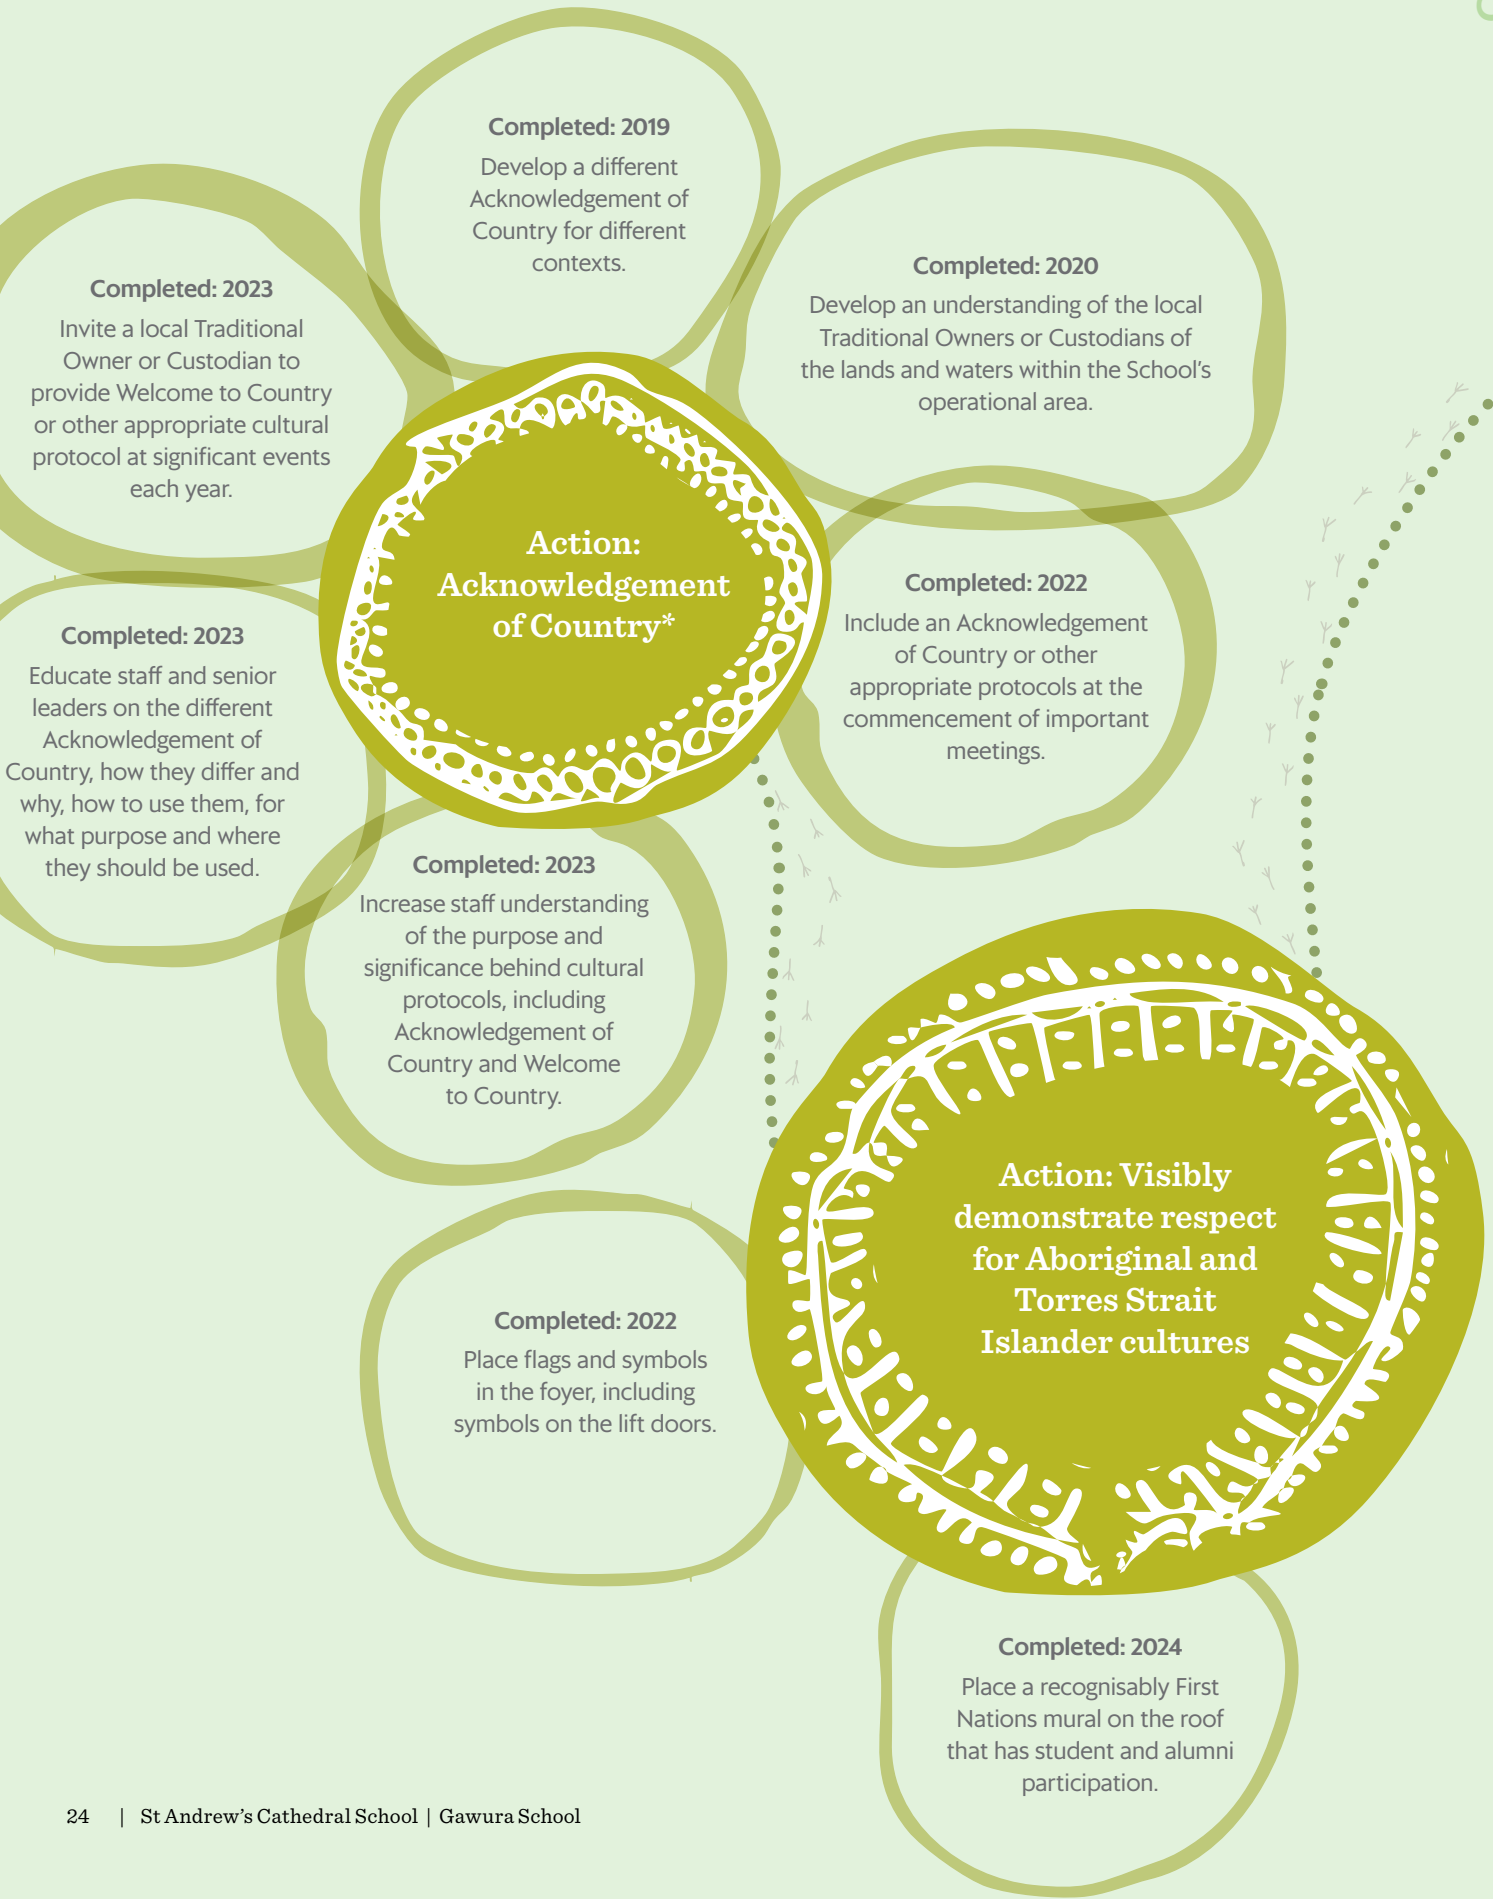 Completed: 2019
Develop a different
Acknowledgement of
Country for different
contexts.
Completed: 2020
Develop an understanding of the local
Traditional Owners or Custodians of
the lands and waters within the School's
operational area.
Completed: 2023
Invite a local Traditional
Owner or Custodian to
provide Welcome to Country
or other appropriate cultural
protocol at significant events
each year.
Action:
Acknowledgement
of Country*
Completed: 2022
Include an Acknowledgement
of Country or other
appropriate protocols at the
commencement of important
meetings.
Completed: 2023
Educate staff and senior
leaders on the different
Acknowledgement of
Country, how they differ and
why, how to use them, for
what purpose and where
they should be used.
Completed: 2023
Increase staff understanding
of the purpose and
significance behind cultural
protocols, including
Acknowledgement of
Country and Welcome
to Country.
Action: Visibly
demonstrate respect
for Aboriginal and
Torres Strait
Islander cultures
Completed: 2022
Place flags and symbols
in the foyer, including
symbols on the lift doors.
Completed: 2024
Place a recognisably First
Nations mural on the roof
that has student and alumni
participation.
24 | St Andrew's Cathedral School | Gawura School